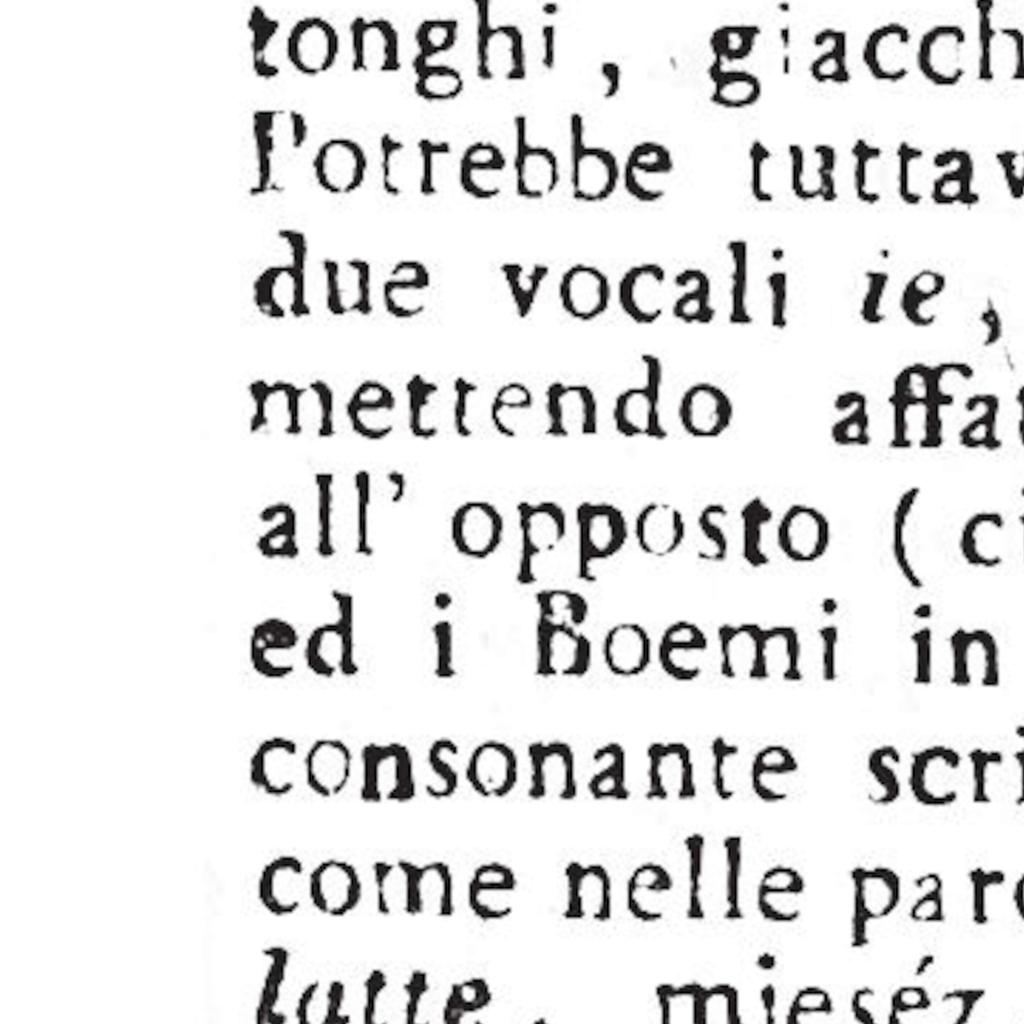 tonghi, giacch
Potrebbe tuttav
due vocali ie,
mettendo affat
all' opposto ( ci
ed i Boemi in
consonante scri
come nelle paro
latte, mieséz